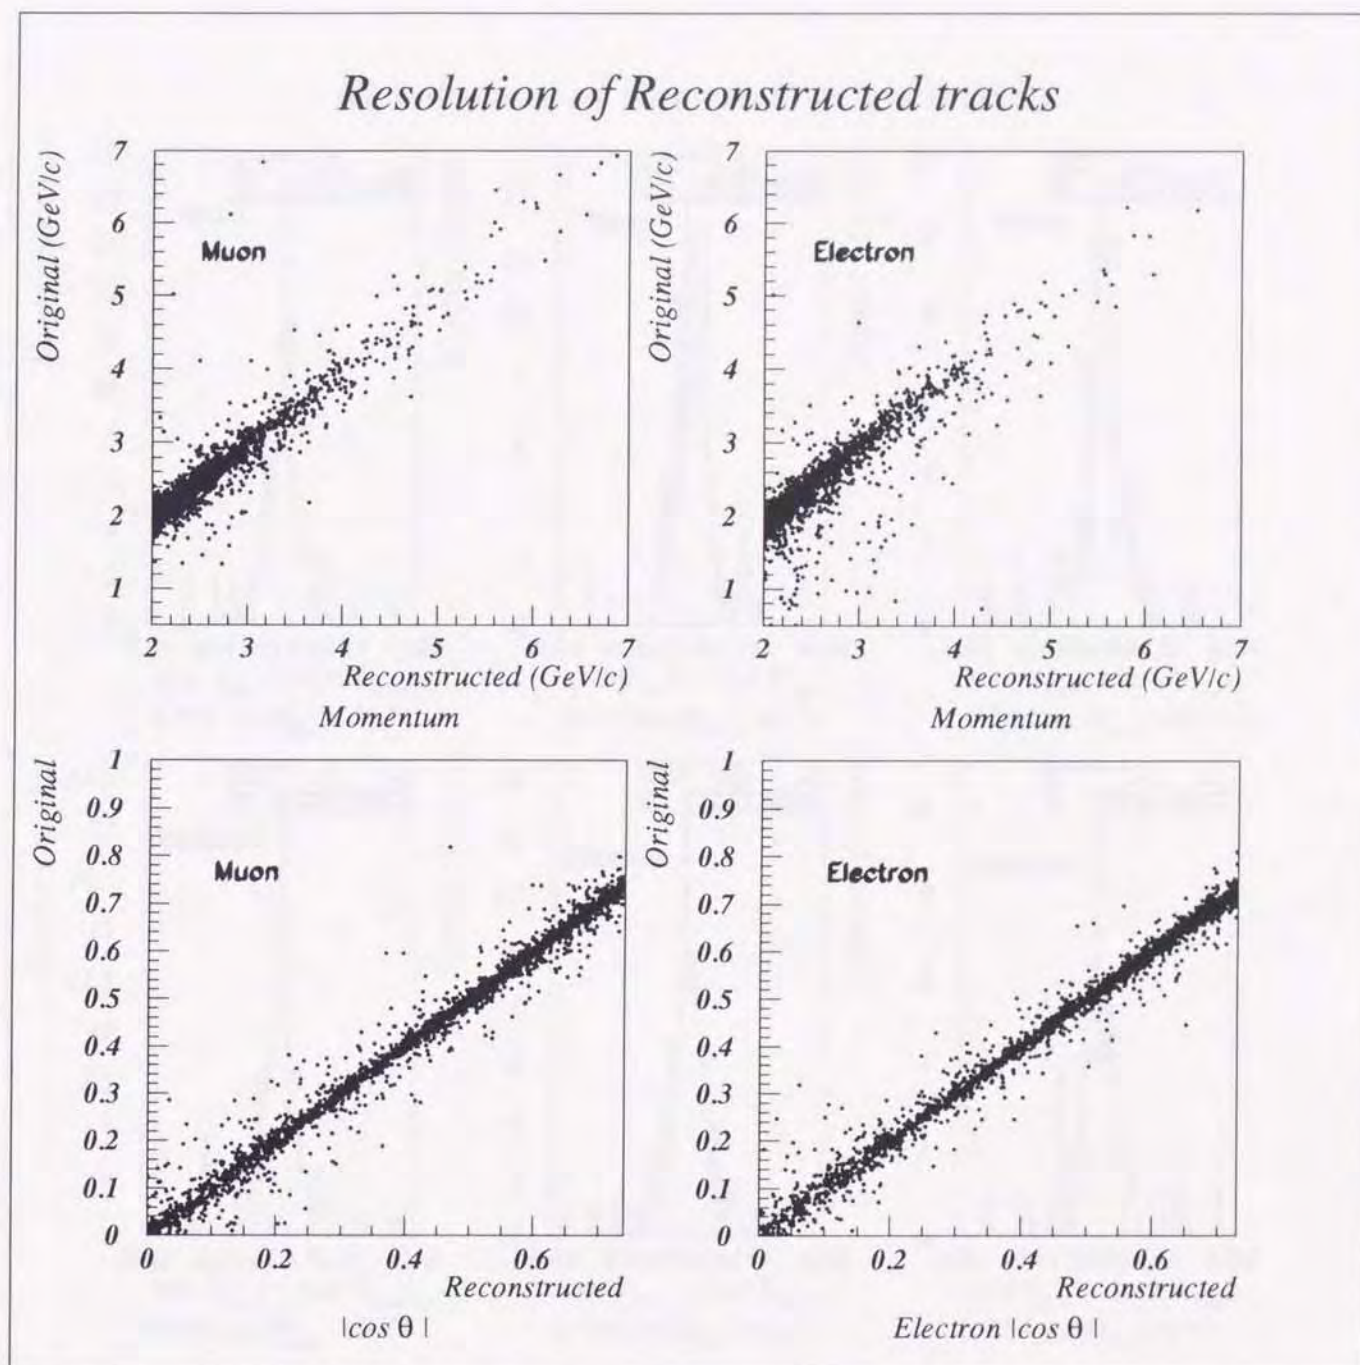 Resolution of Reconstructed tracks
Original (GeV/c)
7
6
5
4
3
2
1
Muon
2 3 4 5 6 7
Reconstructed (GeV/c)
Momentum
Original (GeV/c)
7
6
5
4
3
2
1
Electron
2 3 4 5 6 7
Reconstructed (GeV/c)
Momentum
Original
1
0.9
0.8
0.7
0.6
0.5
0.4
0.3
0.2
0.1
0
Muon
0 0.2 0.4 0.6
Reconstructed
|cos θ |
Original
1
0.9
0.8
0.7
0.6
0.5
0.4
0.3
0.2
0.1
0
Electron
0 0.2 0.4 0.6
Reconstructed
Electron |cos θ |